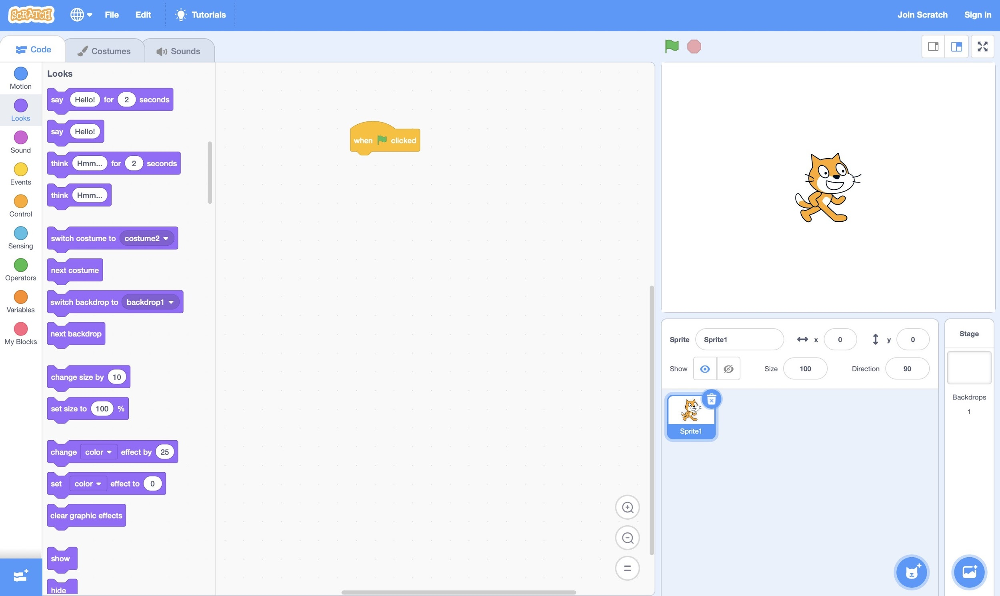 SCRATCH File Edit Tutorials Join Scratch Sign in
Code Costumes Sounds
Motion
Looks
Sound
Events
Control
Sensing
Operators
Variables
My Blocks
Looks
say Hello! for 2 seconds
say Hello!
think Hmm... for 2 seconds
think Hmm...
switch costume to costume2
next costume
switch backdrop to backdrop1
next backdrop
change size by 10
set size to 100 %
change color effect by 25
set color effect to 0
clear graphic effects
show
hide
when clicked
Sprite Sprite1 x 0 y 0
Show Size 100 Direction 90
Sprite1
Stage
Backdrops
1